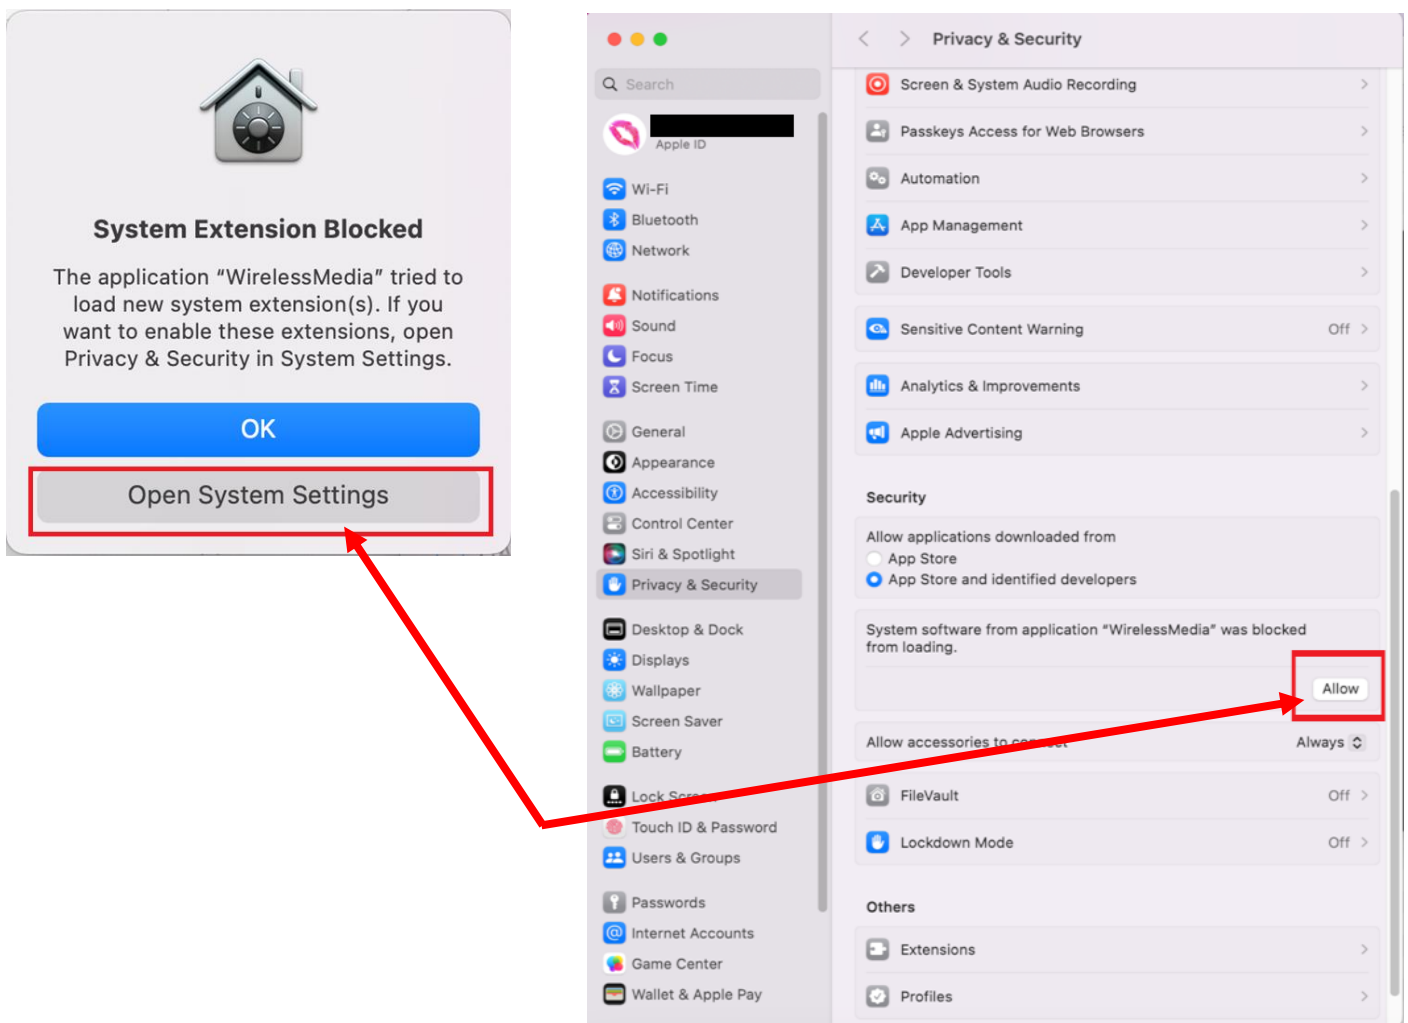 System Extension Blocked
The application “WirelessMedia” tried to
load new system extension(s). If you
want to enable these extensions, open
Privacy & Security in System Settings.
OK
Open System Settings
Search
Apple ID
Wi-Fi
Bluetooth
Network
Notifications
Sound
Focus
Screen Time
General
Appearance
Accessibility
Control Center
Siri & Spotlight
Privacy & Security
Desktop & Dock
Displays
Wallpaper
Screen Saver
Battery
Lock Screen
Touch ID & Password
Users & Groups
Passwords
Internet Accounts
Game Center
Wallet & Apple Pay
Privacy & Security
Screen & System Audio Recording
Passkeys Access for Web Browsers
Automation
App Management
Developer Tools
Sensitive Content Warning Off
Analytics & Improvements
Apple Advertising
Security
Allow applications downloaded from
App Store
App Store and identified developers
System software from application “WirelessMedia” was blocked
from loading.
Allow
Allow accessories to connect Always
FileVault Off
Lockdown Mode Off
Others
Extensions
Profiles